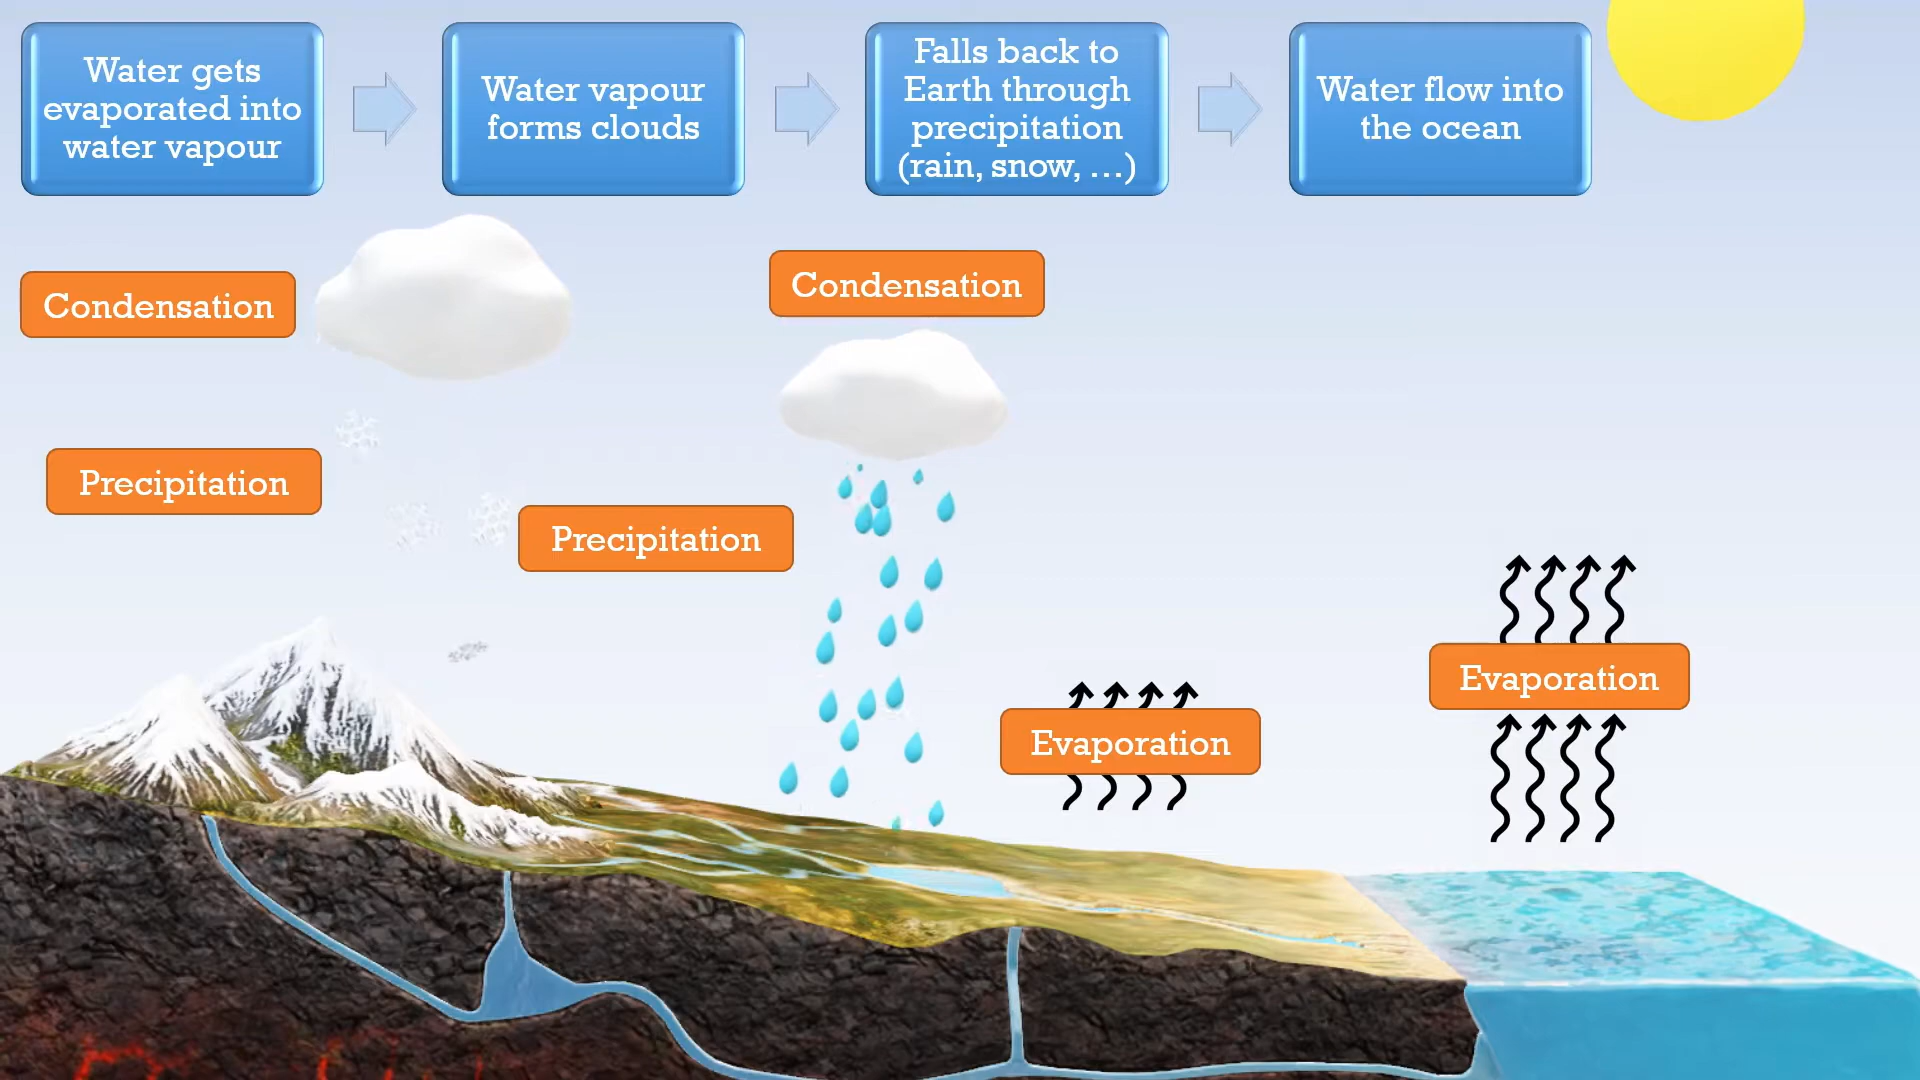 Water gets
evaporated into
water vapour
Water vapour
forms clouds
Falls back to
Earth through
precipitation
(rain, snow, ...)
Water flow into
the ocean
Condensation
Condensation
Precipitation
Precipitation
Evaporation
Evaporation